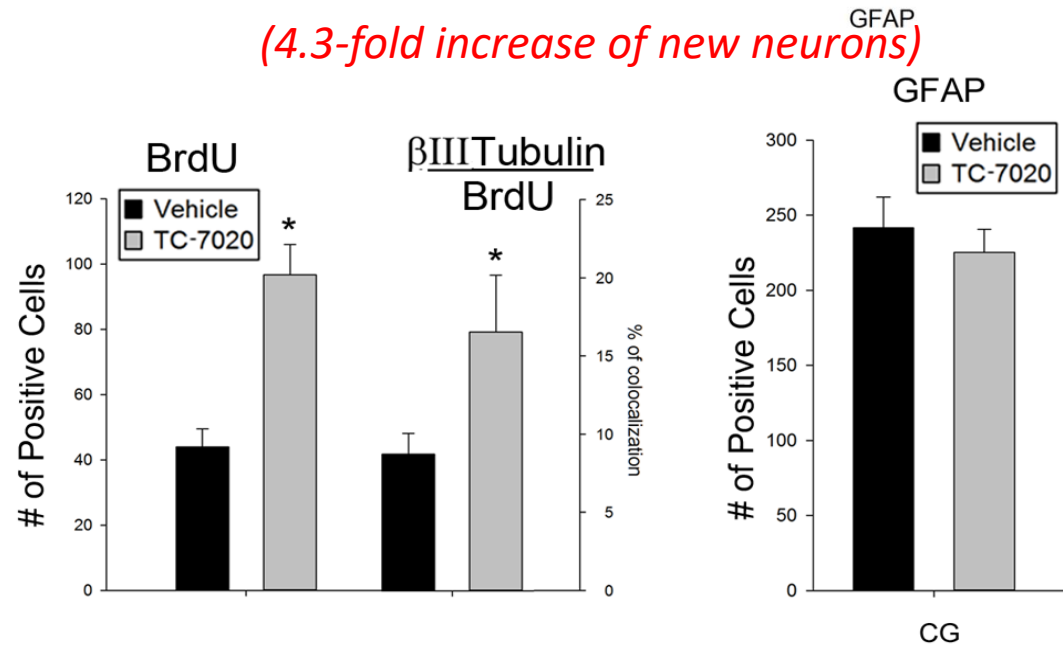 GFAP
(4.3-fold increase of new neurons)
BrdU
βIIITubulin
BrdU
Vehicle
TC-7020
# of Positive Cells
120
100
80
60
40
20
0
*
*
25
20
15
10
5
0
% of colocalization
GFAP
Vehicle
TC-7020
# of Positive Cells
300
250
200
150
100
50
0
CG